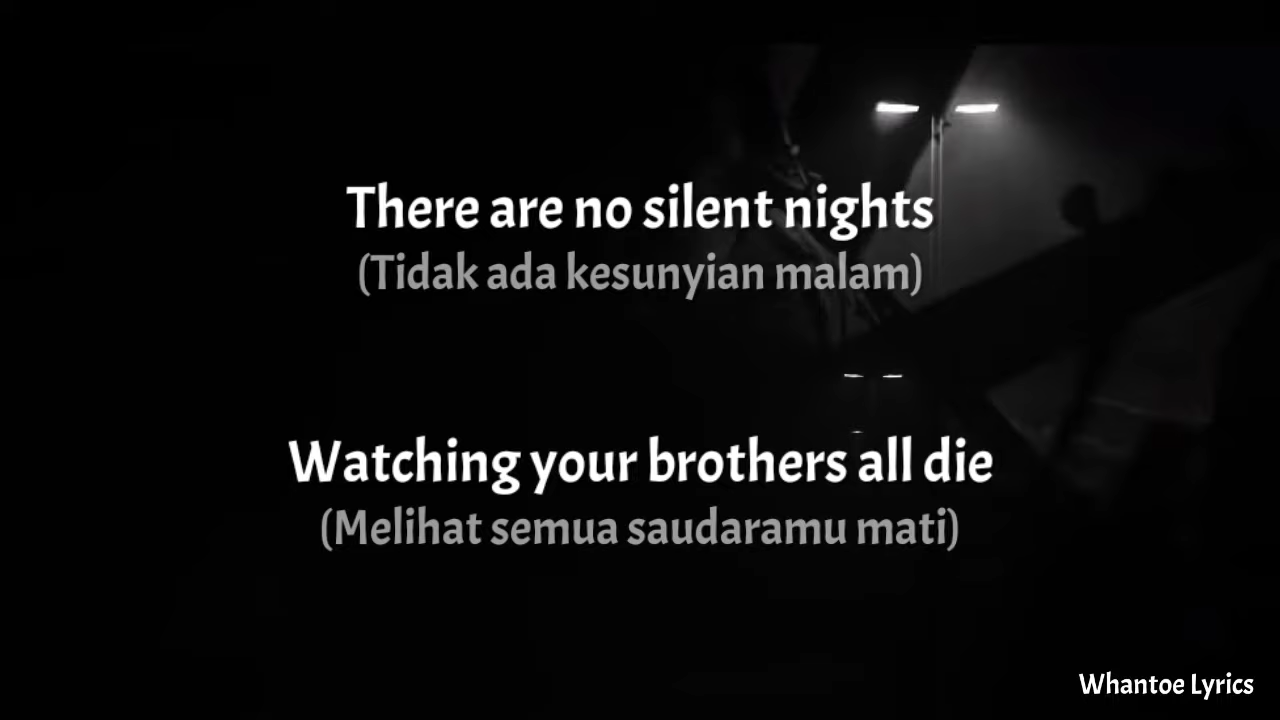 There are no silent nights
(Tidak ada kesunyian malam)
Watching your brothers all die
(Melihat semua saudaramu mati)
Whantoe Lyrics